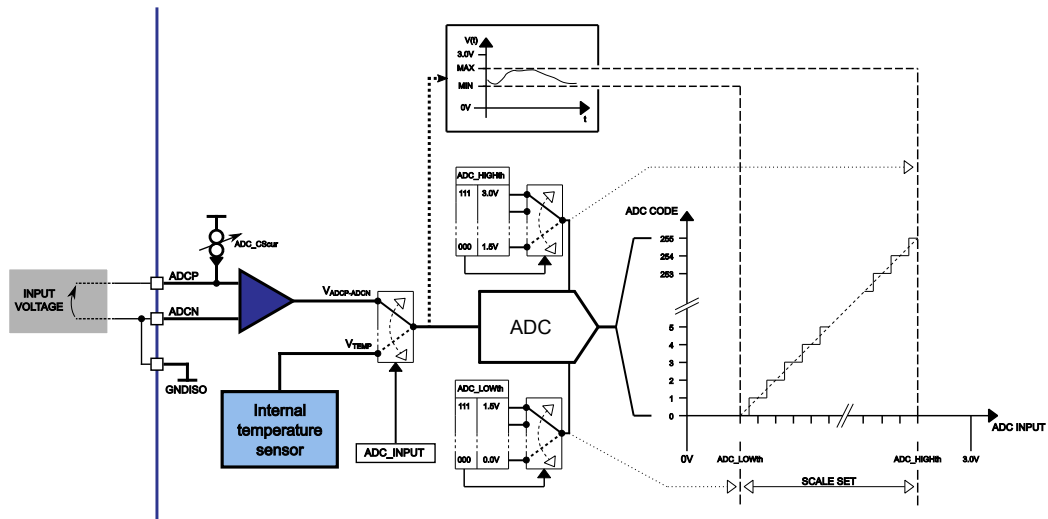 V(t)
3.0V
MAX
MIN
0V
t
ADC_HIGHth
111 3.0V
000 1.5V
ADC_CScur
ADCP
INPUT
VOLTAGE
ADCN
GNDISO
VADCP-ADCN
VTEMP
Internal
temperature
sensor
ADC_INPUT
ADC
ADC_LOWth
111 1.5V
000 0.0V
ADC CODE
255
254
253
5
4
3
2
1
0
ADC INPUT
0V
ADC_LOWth
ADC_HIGHth
3.0V
SCALE SET